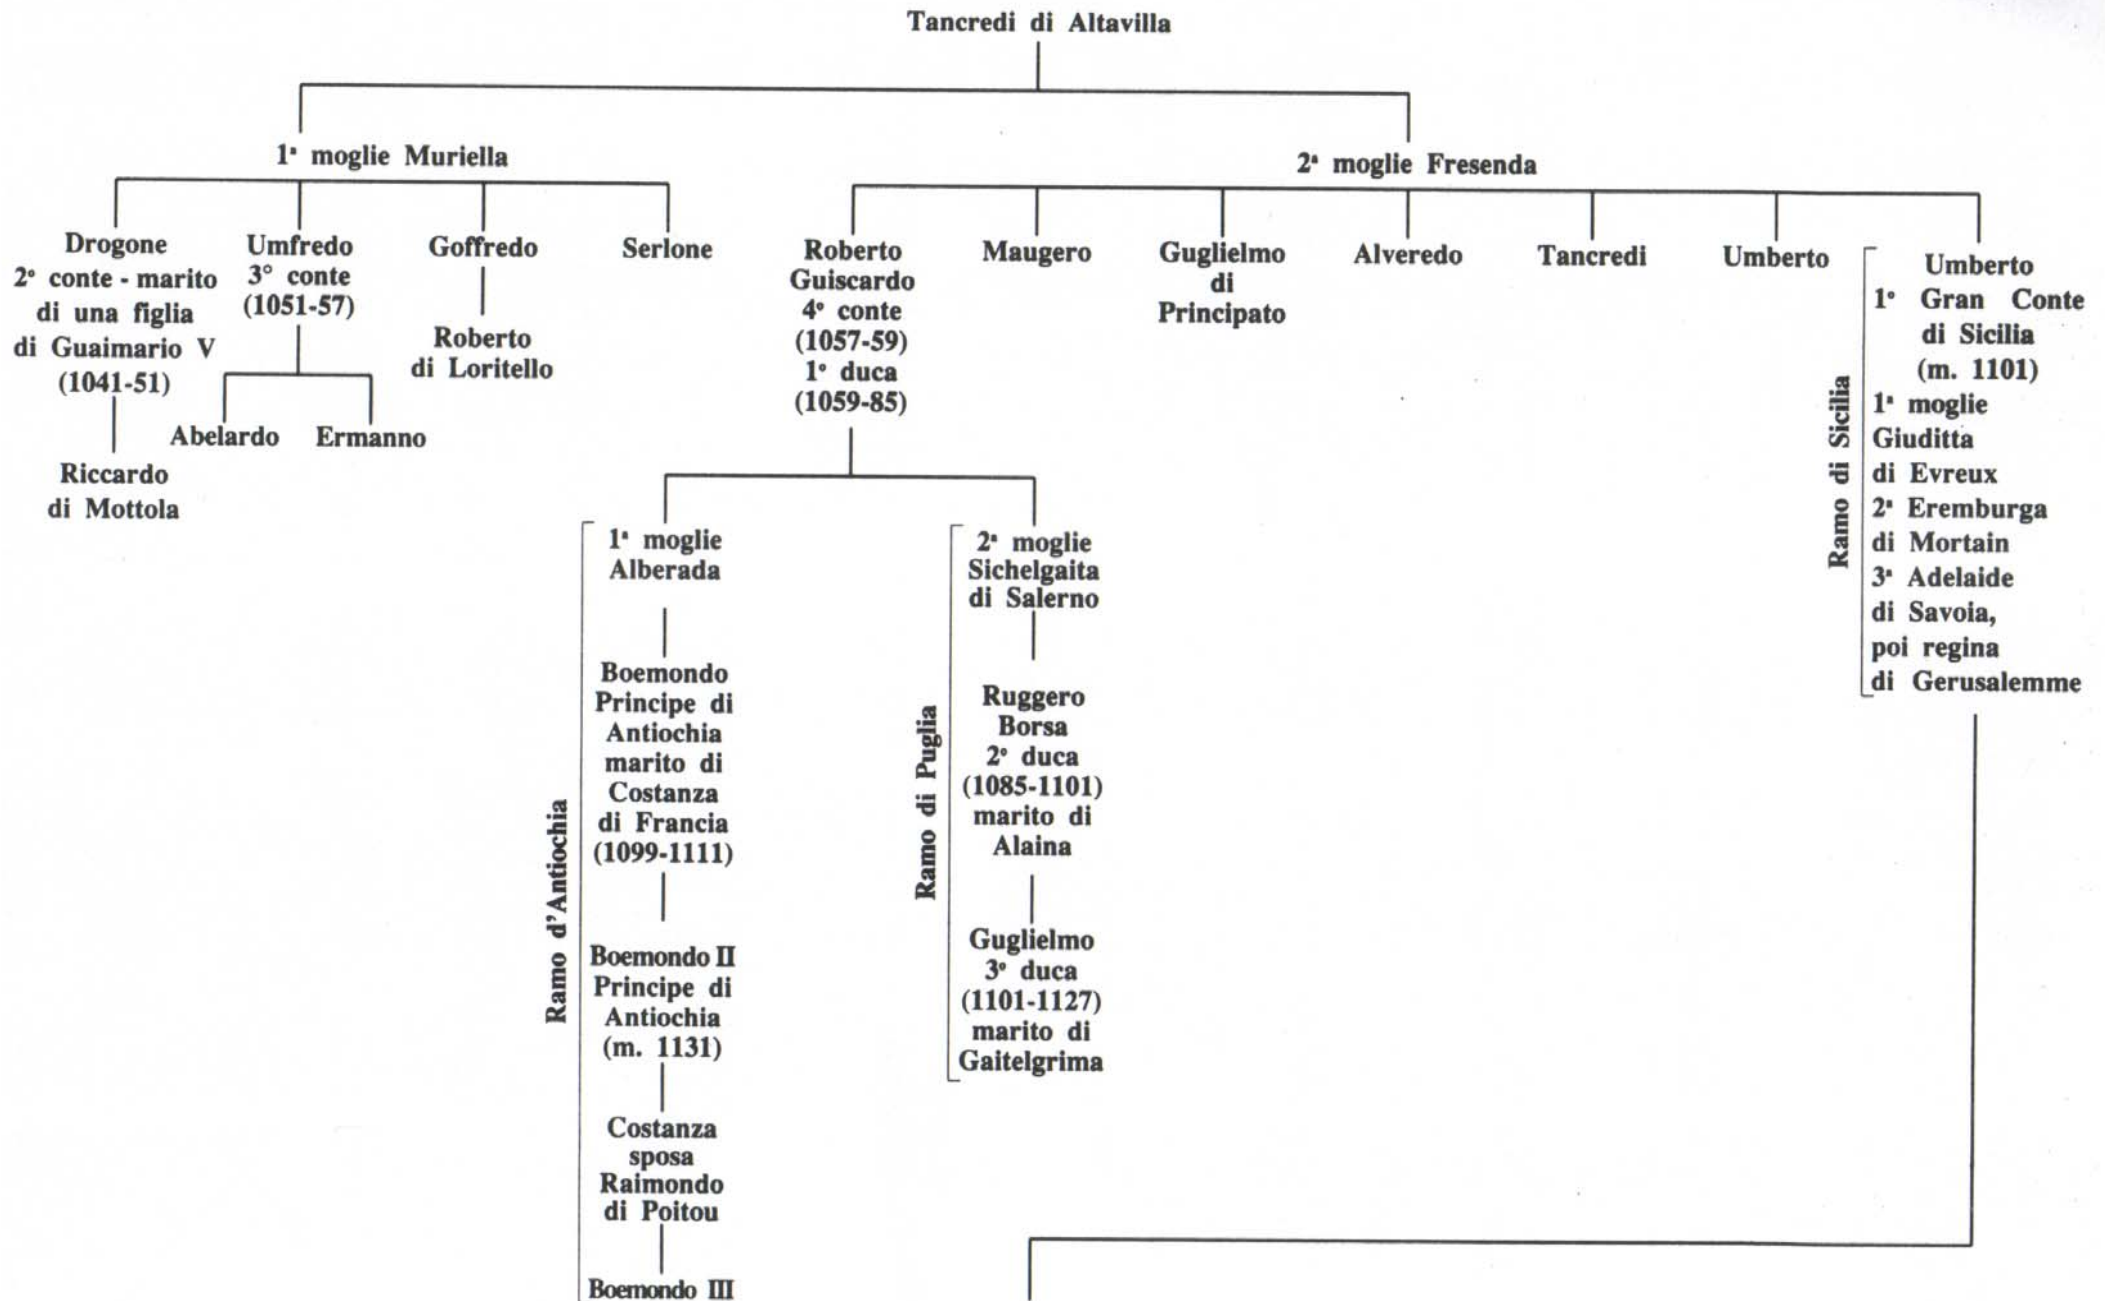 Tancredi di Altavilla
1ª moglie Muriella
2ª moglie Fresenda
Drogone
2° conte - marito
di una figlia
di Guaimario V
(1041-51)
Riccardo
di Mottola
Umfredo
3° conte
(1051-57)
Abelardo
Ermanno
Goffredo
Roberto
di Loritello
Serlone
Roberto
Guiscardo
4° conte
(1057-59)
1° duca
(1059-85)
Maugero
Guglielmo
di
Principato
Alveredo
Tancredi
Umberto
Ramo di Sicilia
Umberto
1° Gran Conte
di Sicilia
(m. 1101)
1ª moglie
Giuditta
di Evreux
2ª Eremburga
di Mortain
3ª Adelaide
di Savoia,
poi regina
di Gerusalemme
Ramo d'Antiochia
1ª moglie
Alberada
Boemondo
Principe di
Antiochia
marito di
Costanza
di Francia
(1099-1111)
Boemondo II
Principe di
Antiochia
(m. 1131)
Costanza
sposa
Raimondo
di Poitou
Boemondo III
Ramo di Puglia
2ª moglie
Sichelgaita
di Salerno
Ruggero
Borsa
2° duca
(1085-1101)
marito di
Alaina
Guglielmo
3° duca
(1101-1127)
marito di
Gaitelgrima